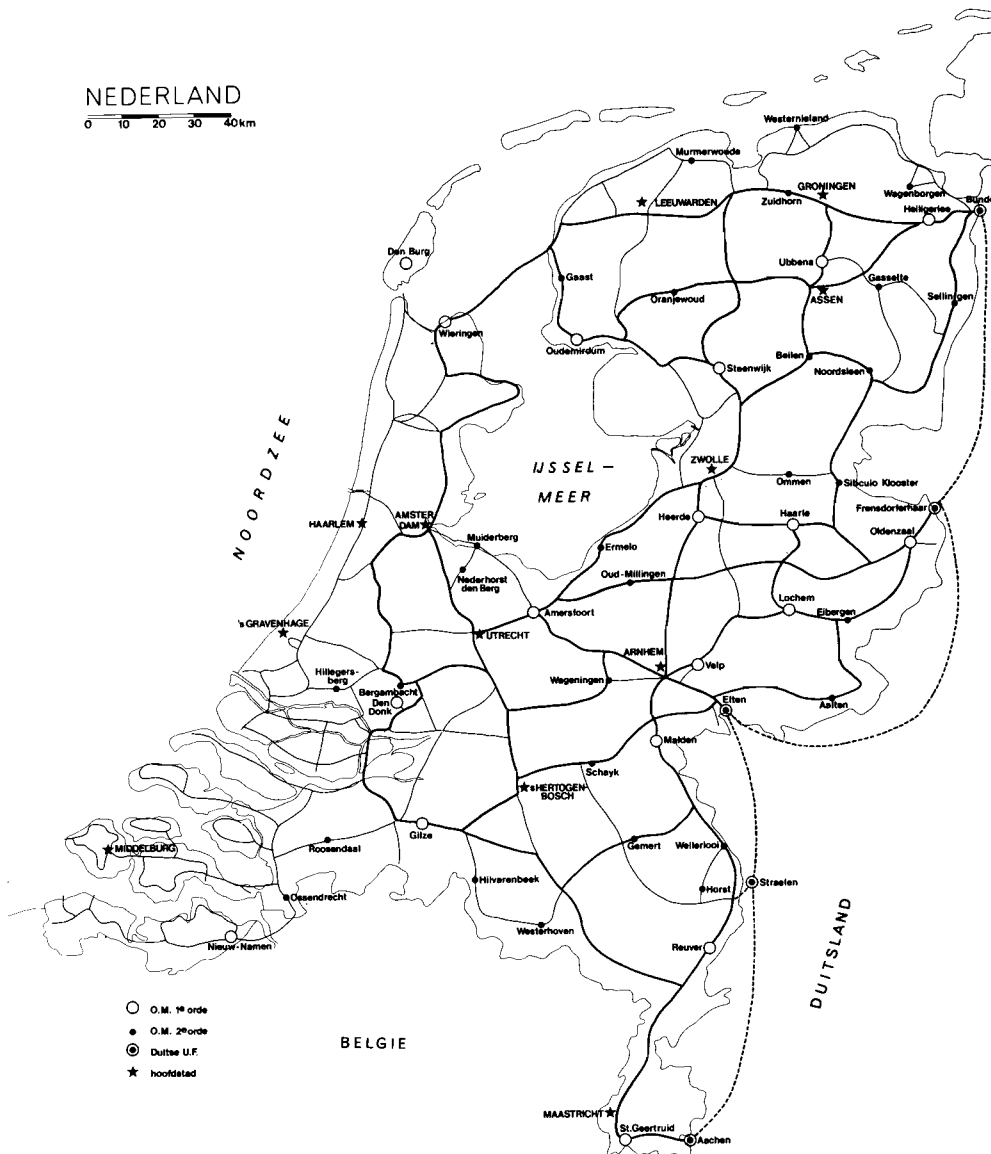 NEDERLAND
0 10 20 30 40 km
Westernieland
Murmerwoude
GRONINGEN
Wagenborgen
LEEUWARDEN
Zuidhorn
Heiligerlee
Bunde
Den Burg
Ubbena
Gaast
Gasselte
Oranjewoud
ASSEN
Sellingen
Wieringen
Oudemirdum
Beilen
Steenwijk
Noordsleen
NOORDZEE
IJSSEL-
MEER
ZWOLLE
Ommen
Sibculo Klooster
HAARLEM
AMSTER
DAM
Heerde
Haarle
Frensdorferhaar
Oldenzaal
Muiderberg
Ermelo
Nederhorst
den Berg
Oud-Millingen
Lochem
Amersfoort
Eibergen
's GRAVENHAGE
UTRECHT
ARNHEM
Velp
Hillegers-
berg
Bergambacht
Wageningen
Den
Donk
Elten
Aalten
Malden
Schayk
sHERTOGEN-
BOSCH
Gilze
Roosendaal
Gemert
Wellerlooi
MIDDELBURG
Hilvarenbeek
Horst
Straelen
Ossendrecht
Westerhoven
Nieuw-Namen
Reuver
DUITSLAND
O.M. 1e orde
O.M. 2e orde
Duitse U.F.
hoofdstad
BELGIE
MAASTRICHT
St.Geertruid
Aachen